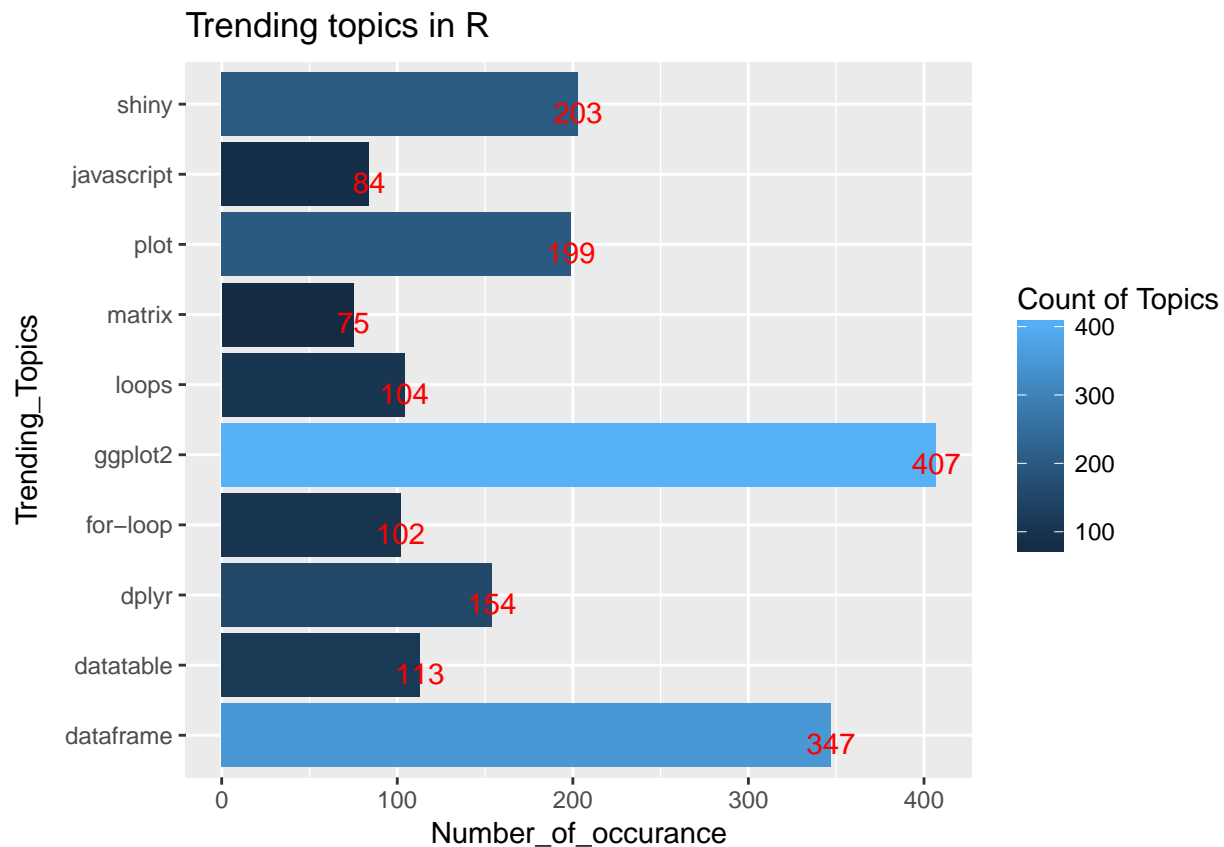 Trending topics in R
shiny
203
javascript
84
plot
199
matrix
75
loops
104
ggplot2
407
for−loop
102
dplyr
154
datatable
113
dataframe
347
0 100 200 300 400
Number_of_occurance
Trending_Topics
Count of Topics
400
300
200
100